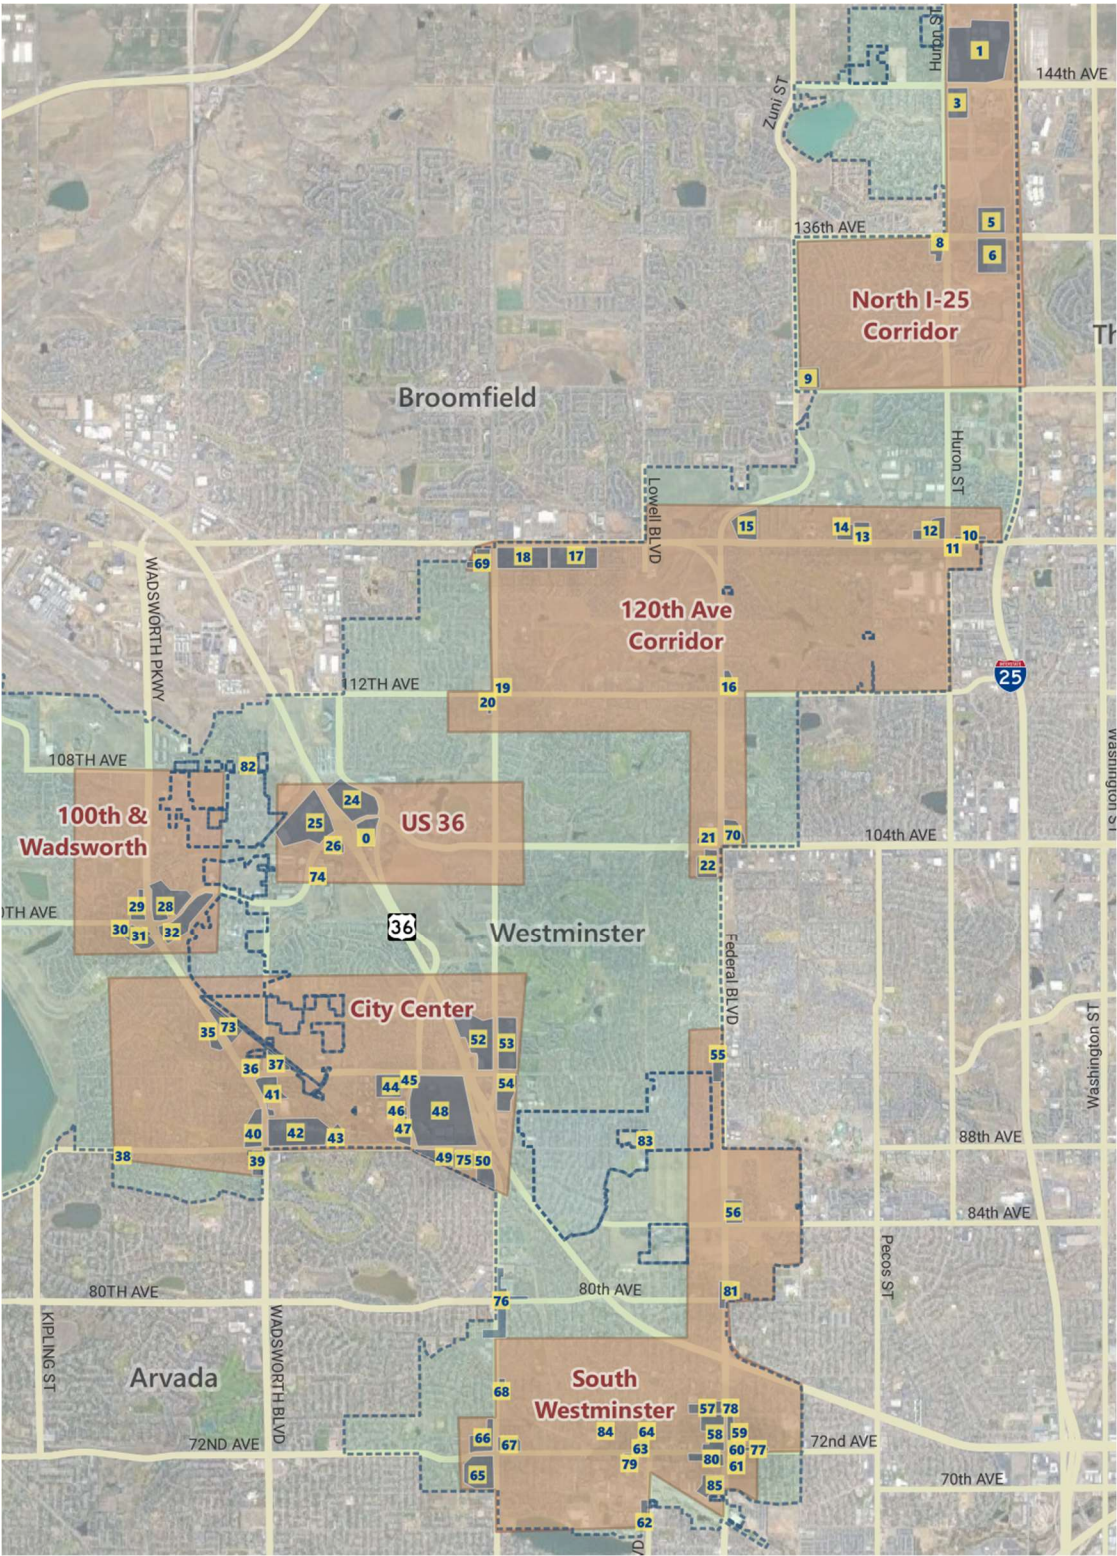 Huron ST
1
144th AVE
3
Zuni ST
5
136th AVE
8
6
North I-25
Corridor
Th
9
Broomfield
Huron ST
Lowell BLVD
15
14
13
12
10
11
69
18
17
WADSWORTH PKWY
120th Ave
Corridor
25
112TH AVE
19
20
16
108TH AVE
82
Washington ST
100th &
Wadsworth
24
25
0
26
US 36
21
70
104th AVE
22
74
29
28
0TH AVE
30
31
32
36
Westminster
Federal BLVD
City Center
35
73
52
53
55
36
37
Washington ST
41
44
45
54
46
48
47
40
42
43
83
88th AVE
38
39
49
75
50
56
84th AVE
Pecos ST
80TH AVE
76
80th AVE
81
KIPLING ST
WADSWORTH BLVD
Arvada
South
Westminster
68
57
78
84
64
58
59
66
67
63
60
77
72nd AVE
72ND AVE
79
80
61
65
85
70th AVE
62
VD